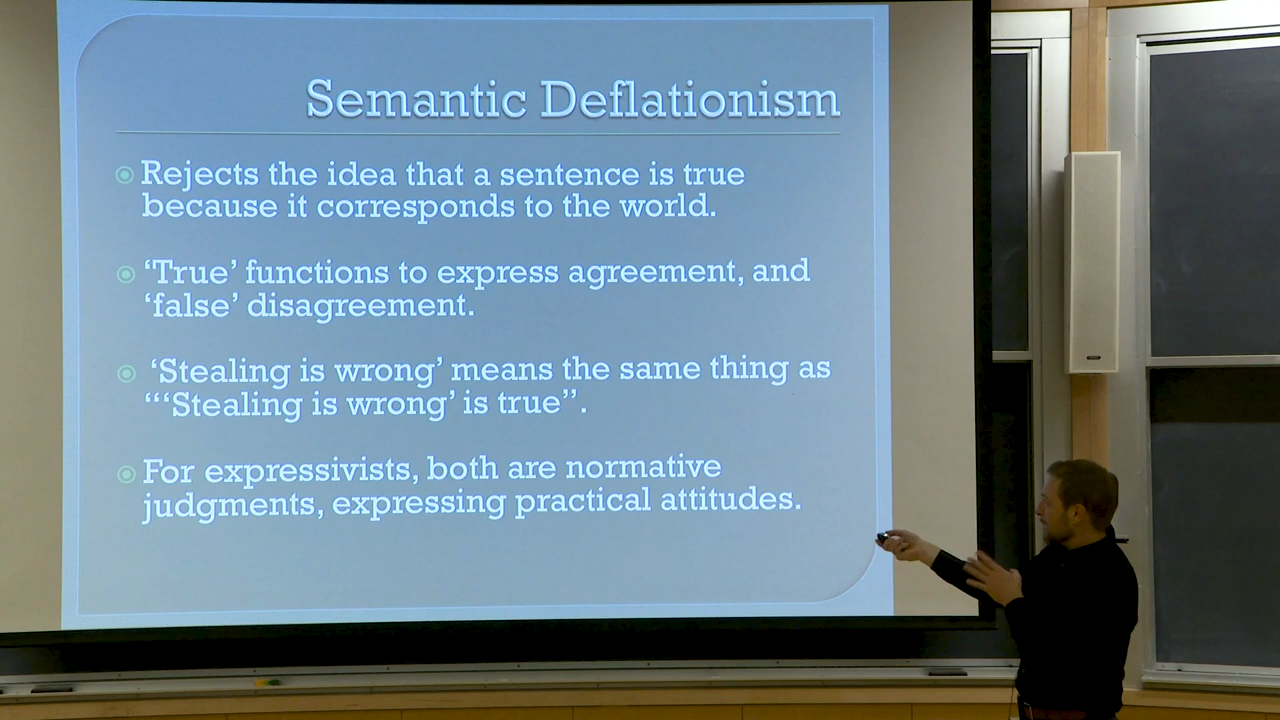 Semantic Deflationism
Rejects the idea that a sentence is true
because it corresponds to the world.
‘True’ functions to express agreement, and
‘false’ disagreement.
‘Stealing is wrong’ means the same thing as
“‘Stealing is wrong’ is true”.
For expressivists, both are normative
judgments, expressing practical attitudes.